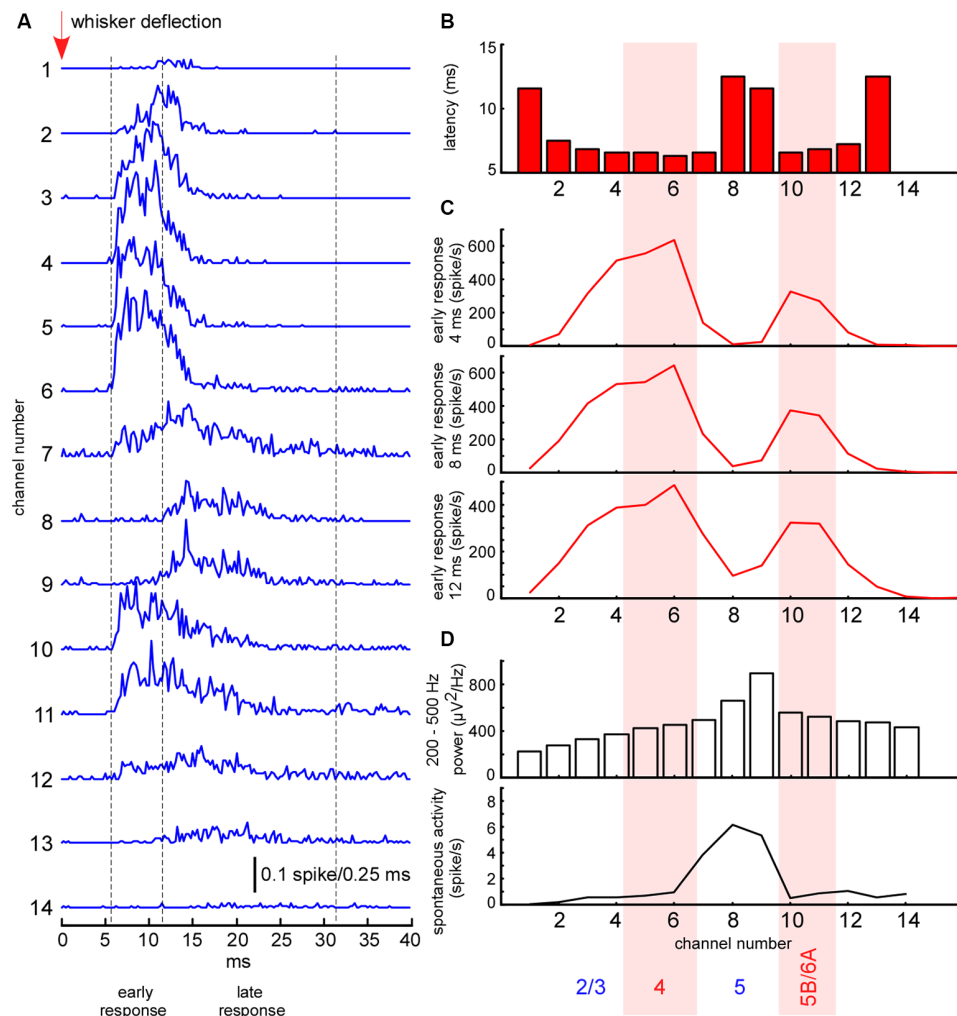 A
whisker deflection
channel number
1
2
3
4
5
6
7
8
9
10
11
12
13
14
0.1 spike/0.25 ms
0 5 10 15 20 25 30 35 40
ms
early response
late response
B
latency (ms)
15
10
5
2 4 6 8 10 12 14
C
early response
4 ms (spike/s)
600
400
200
0
early response
8 ms (spike/s)
600
400
200
0
early response
12 ms (spike/s)
400
200
0
2 4 6 8 10 12 14
D
200 - 500 Hz
power (µV²/Hz)
800
400
0
spontaneous activity
(spike/s)
8
6
4
2
0
2 4 6 8 10 12 14
channel number
2/3 4 5 5B/6A